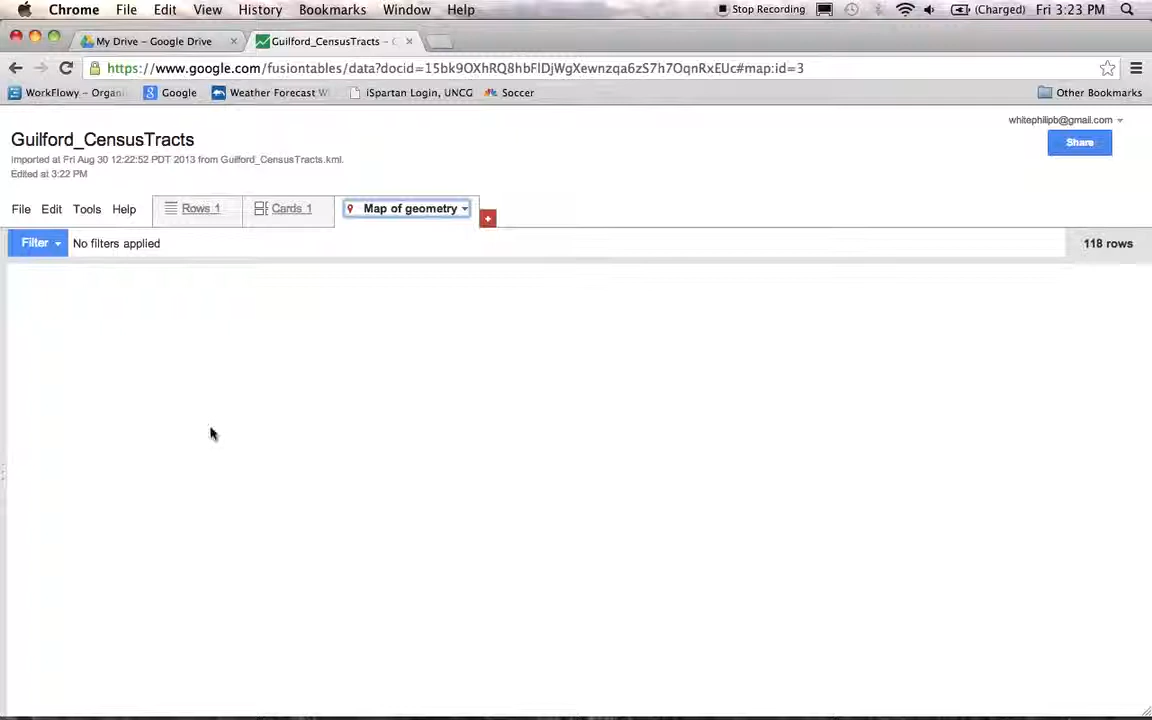 Chrome File Edit View History Bookmarks Window Help Stop Recording (Charged) Fri 3:23 PM
My Drive – Google Drive × Guilford_CensusTracts – ×
https://www.google.com/fusiontables/data?docid=15bk9OXhRQ8hbFlDjWgXewnzqa6zS7h7OqnRxEUc#map:id=3
WorkFlowy – Organi Google Weather Forecast W iSpartan Login, UNCG Soccer Other Bookmarks
whitephilipb@gmail.com
Guilford_CensusTracts
Share
Imported at Fri Aug 30 12:22:52 PDT 2013 from Guilford_CensusTracts.kml.
Edited at 3:22 PM
File Edit Tools Help Rows 1 Cards 1 Map of geometry +
Filter No filters applied 118 rows